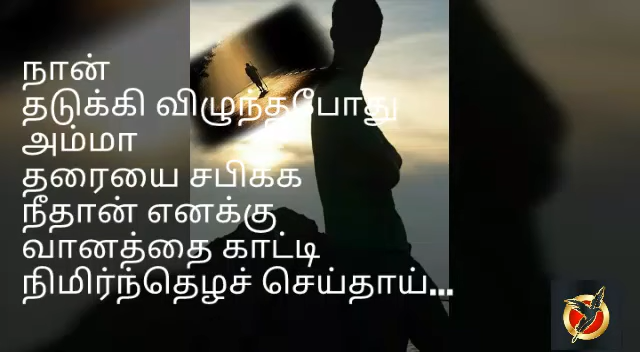 நான்
தடுக்கி விழுந்தபோது
அம்மா
தரையை சபிக்க
நீதான் எனக்கு
வானத்தை காட்டி
நிமிர்ந்தெழச் செய்தாய்...